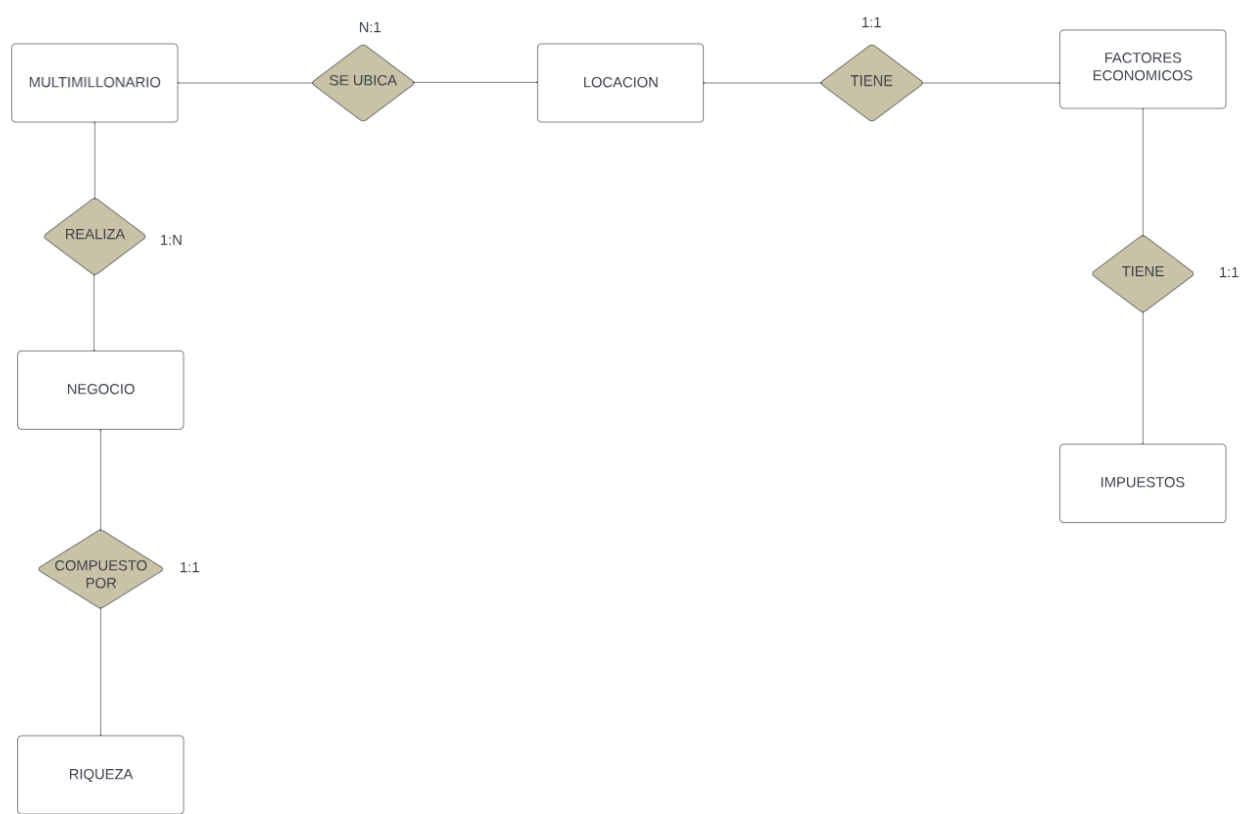 N:1
1:1
MULTIMILLONARIO
SE UBICA
LOCACION
TIENE
FACTORES
ECONOMICOS
REALIZA
1:N
TIENE
1:1
NEGOCIO
IMPUESTOS
COMPUESTO
POR
1:1
RIQUEZA